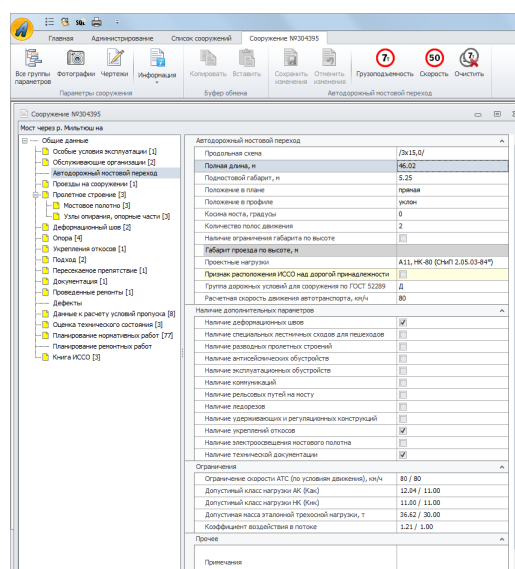 SQL
Главная Администрирование Список сооружений Сооружение №304395
Все группы параметров
Фотографии
Чертежи
Информация
Копировать
Вставить
Сохранить изменения
Отменить изменения
7т
Грузоподъемность
50
Скорость
Очистить
Параметры сооружения
Буфер обмена
Автодорожный мостовой переход
Сооружение №304395
Мост через р. Мильтюш на
Общие данные
Особые условия эксплуатации [1]
Обслуживающие организации [2]
Автодорожный мостовой переход
Проезды на сооружении [1]
Пролетное строение [3]
Мостовое полотно [3]
Узлы опирания, опорные части [3]
Деформационный шов [2]
Опора [4]
Укрепления откосов [1]
Подход [2]
Пересекаемое препятствие [1]
Документация [1]
Проведенные ремонты [1]
Дефекты
Данные к расчету условий пропуска [8]
Оценка технического состояния [3]
Планирование нормативных работ [77]
Планирование ремонтных работ
Книга ИССО [3]
Автодорожный мостовой переход
Продольная схема /3х15,0/
Полная длина, м 46.02
Подмостовой габарит, м 5.25
Положение в плане прямая
Положение в профиле уклон
Косина моста, градусы 0
Количество полос движения 2
Наличие ограничения габарита по высоте
Габарит проезда по высоте, м
Проектные нагрузки А11, НК-80 (СНиП 2.05.03-84*)
Признак расположения ИССО над дорогой принадлежности
Группа дорожных условий для сооружения по ГОСТ 52289 Д
Расчетная скорость движения автотранспорта, км/ч 80
Наличие дополнительных параметров
Наличие деформационных швов
Наличие специальных лестничных сходов для пешеходов
Наличие разводных пролетных строений
Наличие антисейсмических обустройств
Наличие эксплуатационных обустройств
Наличие коммуникаций
Наличие рельсовых путей на мосту
Наличие ледорезов
Наличие удерживающих и регуляционных конструкций
Наличие укреплений откосов
Наличие электроосвещения мостового полотна
Наличие технической документации
Ограничения
Ограничение скорости АТС (по условиям движения), км/ч 80 / 80
Допустимый класс нагрузки АК (Как) 12.04 / 11.00
Допустимый класс нагрузки НК (Кнк) 11.00 / 11.00
Допустимая масса эталонной трехосной нагрузки, т 36.62 / 30.00
Коэффициент воздействия в потоке 1.21 / 1.00
Прочее
Примечания